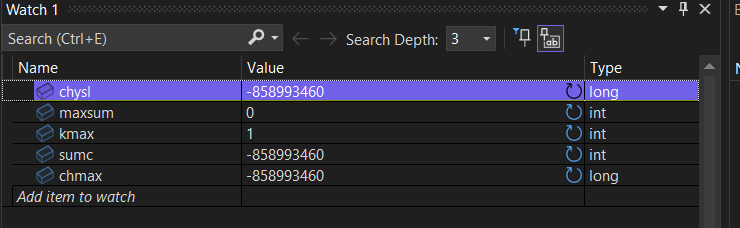 Watch 1
Search (Ctrl+E) Search Depth: 3
Name Value Type
chysl -858993460 long
maxsum 0 int
kmax 1 int
sumc -858993460 int
chmax -858993460 long
Add item to watch